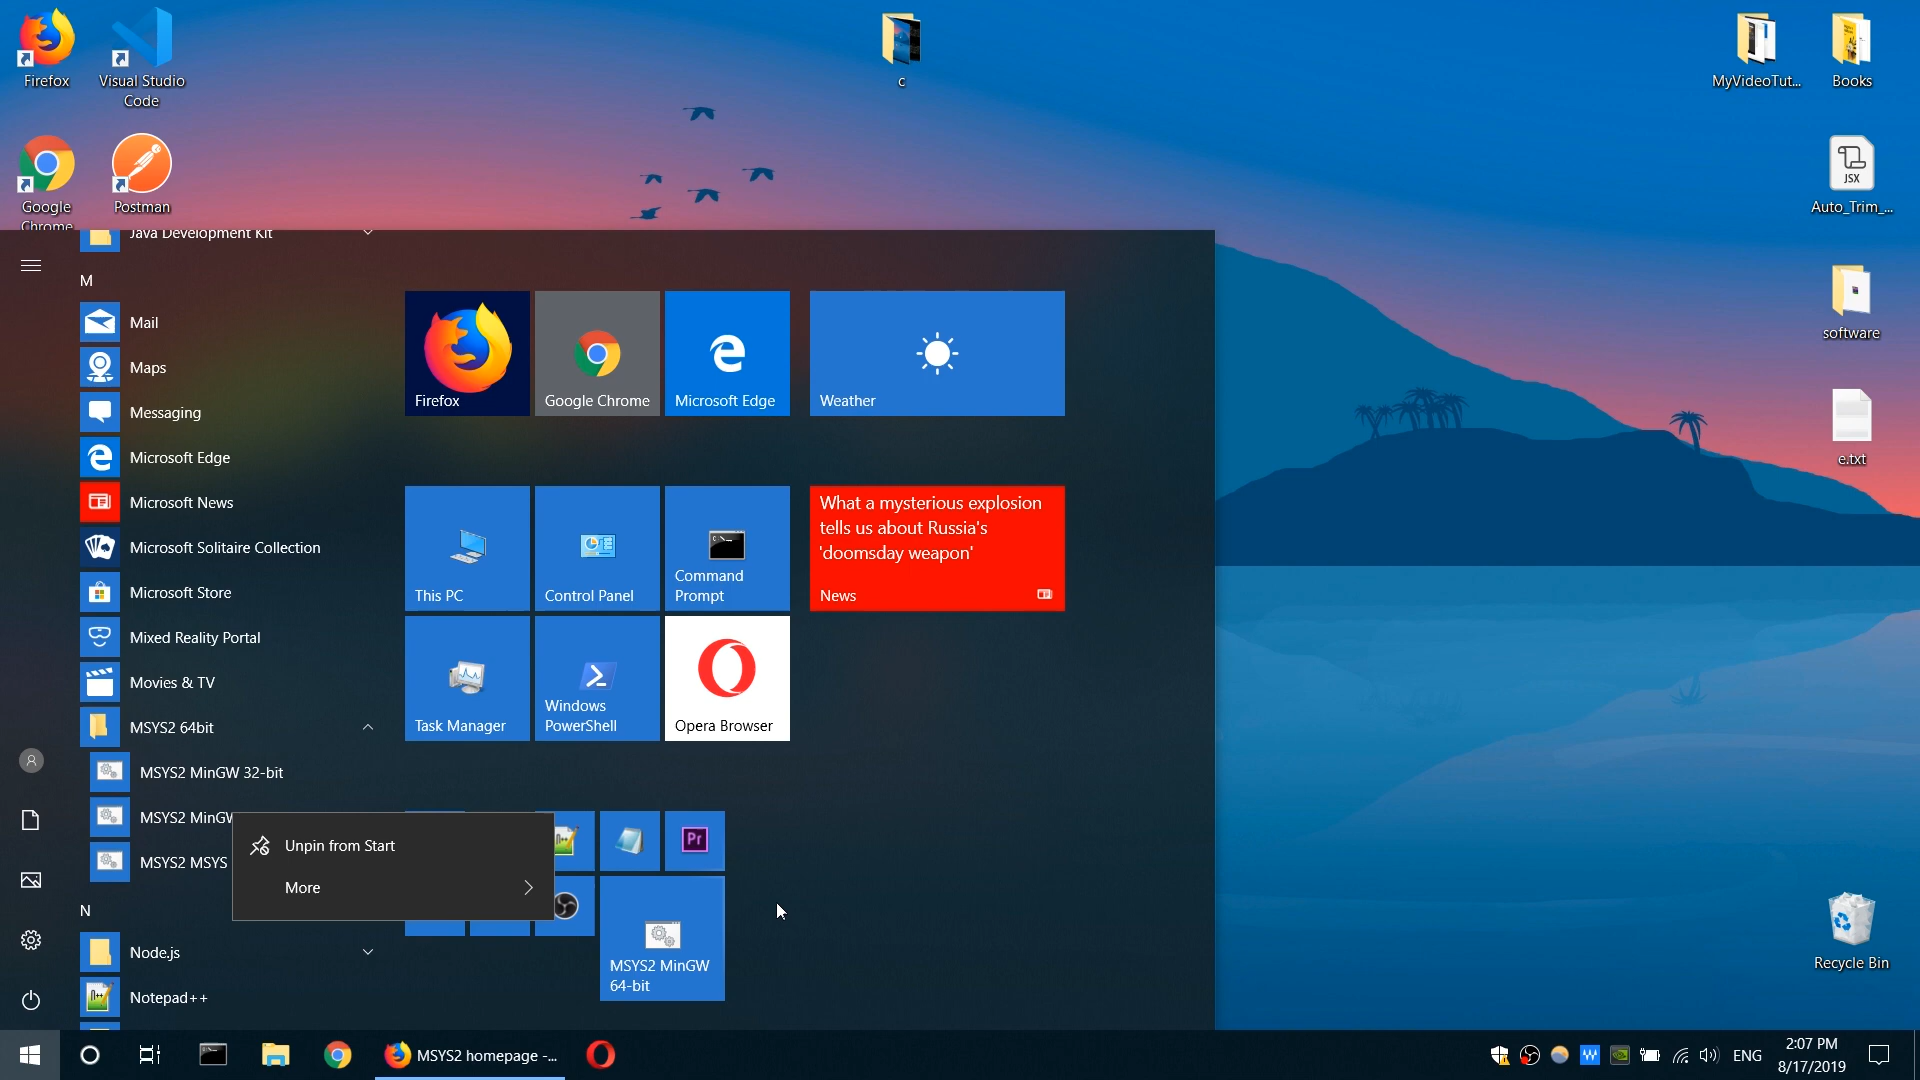 Firefox
Visual Studio
Code
Google
Chrome
Postman
c
MyVideoTut...
Books
JSX
Auto_Trim_...
software
e.txt
Recycle Bin
Java Development Kit
M
Mail
Maps
Messaging
Microsoft Edge
Microsoft News
Microsoft Solitaire Collection
Microsoft Store
Mixed Reality Portal
Movies & TV
MSYS2 64bit
MSYS2 MinGW 32-bit
MSYS2 MinGW
MSYS2 MSYS
N
Node.js
Notepad++
Unpin from Start
More
Firefox
Google Chrome
Microsoft Edge
Weather
This PC
Control Panel
Command
Prompt
What a mysterious explosion
tells us about Russia's
'doomsday weapon'
News
Task Manager
Windows
PowerShell
Opera Browser
Pr
MSYS2 MinGW
64-bit
MSYS2 homepage -...
ENG
2:07 PM
8/17/2019